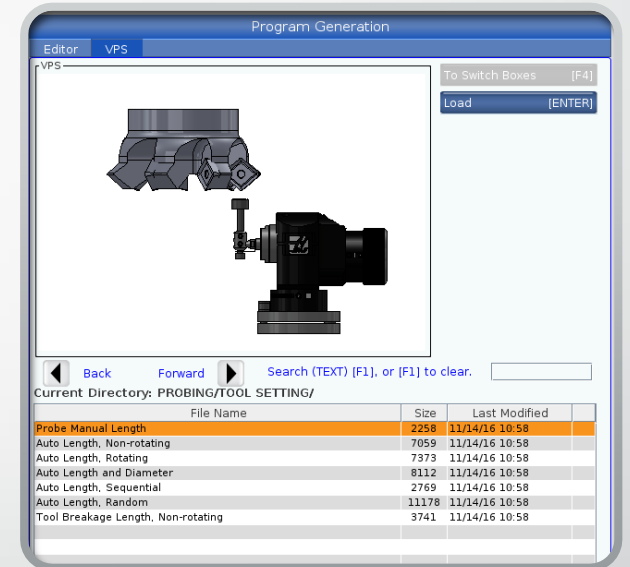 Program Generation
Editor VPS
VPS
To Switch Boxes [F4]
Load [ENTER]
Back Forward Search (TEXT) [F1], or [F1] to clear.
Current Directory: PROBING/TOOL SETTING/
File Name Size Last Modified
Probe Manual Length 2258 11/14/16 10:58
Auto Length, Non-rotating 7059 11/14/16 10:58
Auto Length, Rotating 7373 11/14/16 10:58
Auto Length and Diameter 8112 11/14/16 10:58
Auto Length, Sequential 2769 11/14/16 10:58
Auto Length, Random 11178 11/14/16 10:58
Tool Breakage Length, Non-rotating 3741 11/14/16 10:58